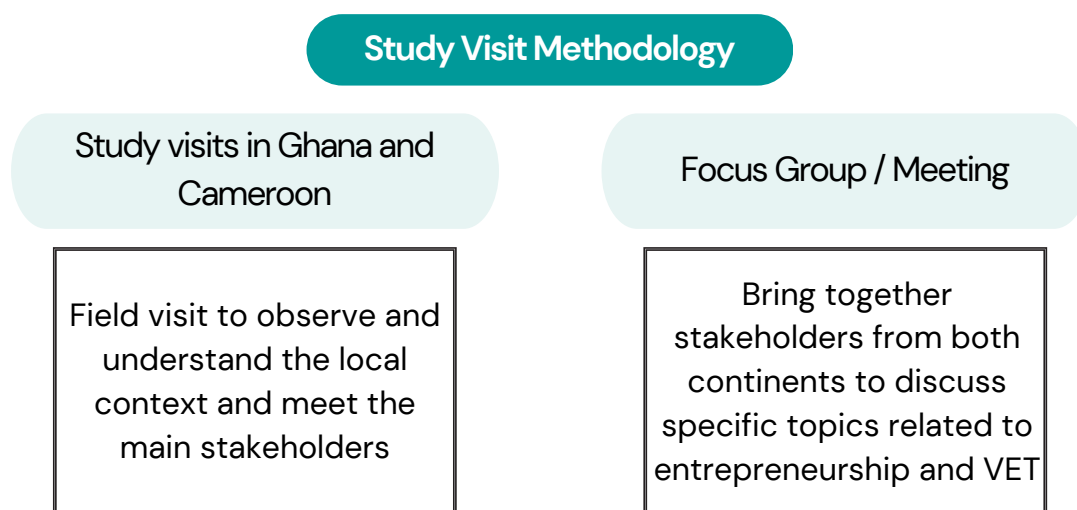 Study Visit Methodology
Study visits in Ghana and
Cameroon
Field visit to observe and
understand the local
context and meet the
main stakeholders
Focus Group / Meeting
Bring together
stakeholders from both
continents to discuss
specific topics related to
entrepreneurship and VET